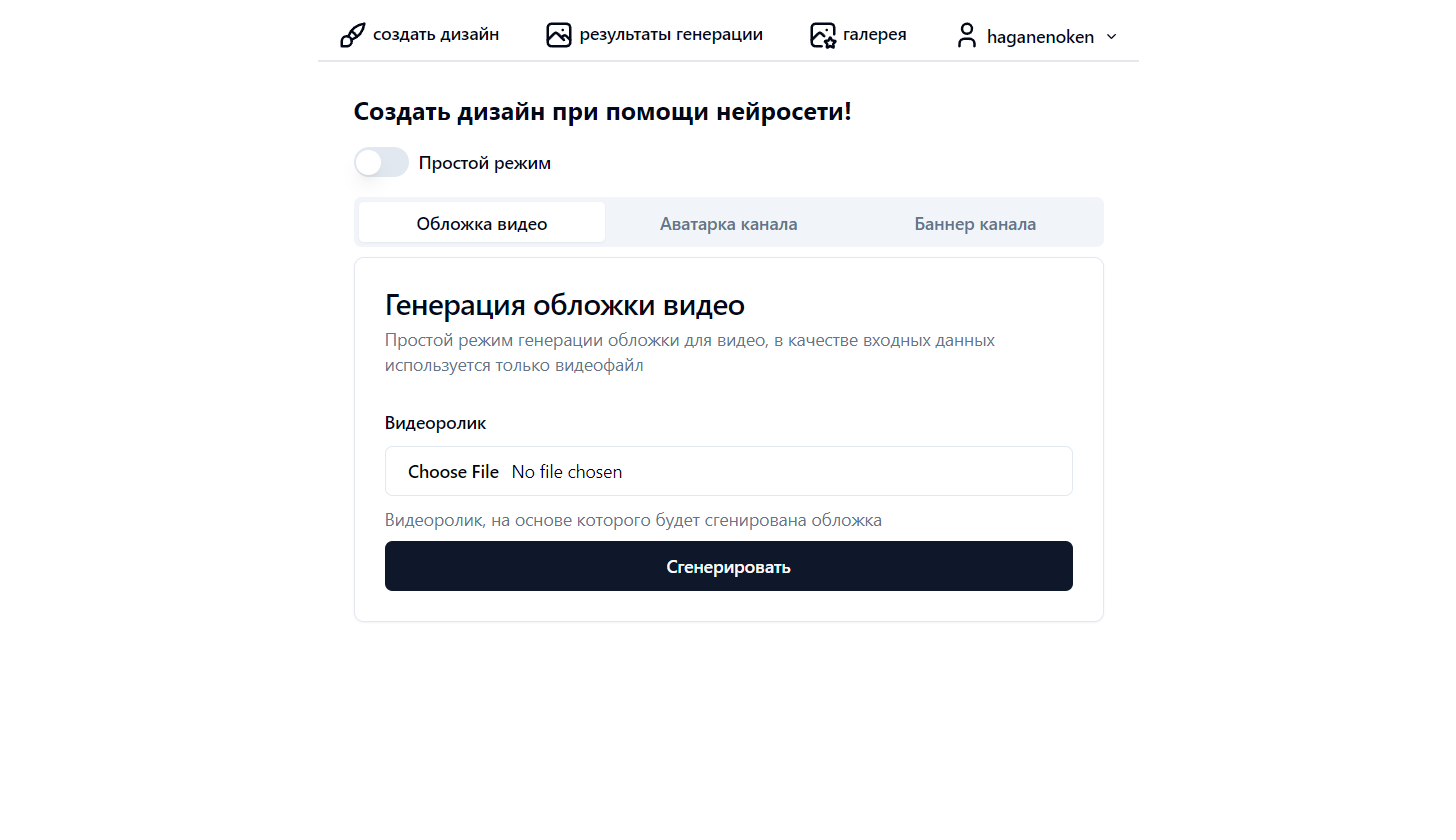 создать дизайн результаты генерации галерея haganenoken
Создать дизайн при помощи нейросети!
Простой режим
Обложка видео Аватарка канала Баннер канала
Генерация обложки видео
Простой режим генерации обложки для видео, в качестве входных данных
используется только видеофайл
Видеоролик
Choose File No file chosen
Видеоролик, на основе которого будет сгенирована обложка
Сгенерировать